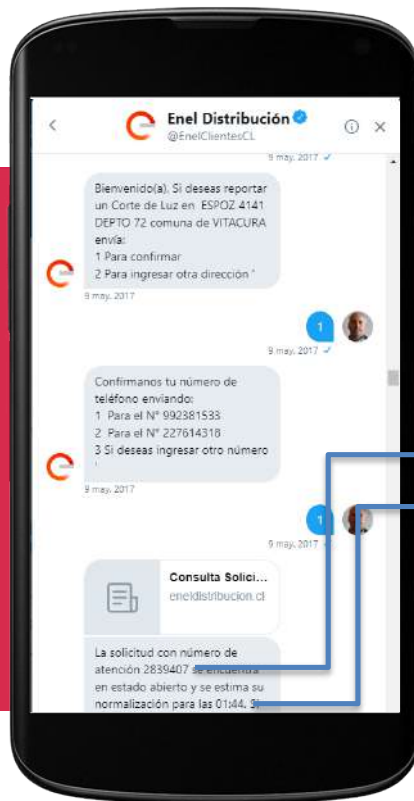 Enel Distribución
@EnelClientesCL
9 may. 2017
Bienvenido(a). Si deseas reportar
un Corte de Luz en ESPOZ 4141
DEPTO 72 comuna de VITACURA
envía:
1 Para confirmar
2 Para ingresar otra dirección '
9 may. 2017
1
9 may. 2017
Confirmanos tu número de
teléfono enviando:
1 Para el N° 992381533
2 Para el N° 227614318
3 Si deseas ingresar otro número
'
9 may. 2017
1
9 may. 2017
Consulta Solici...
eneldistribucion.cl
La solicitud con número de
atención 2839407 se encuentra
en estado abierto y se estima su
normalización para las 01:44. Si